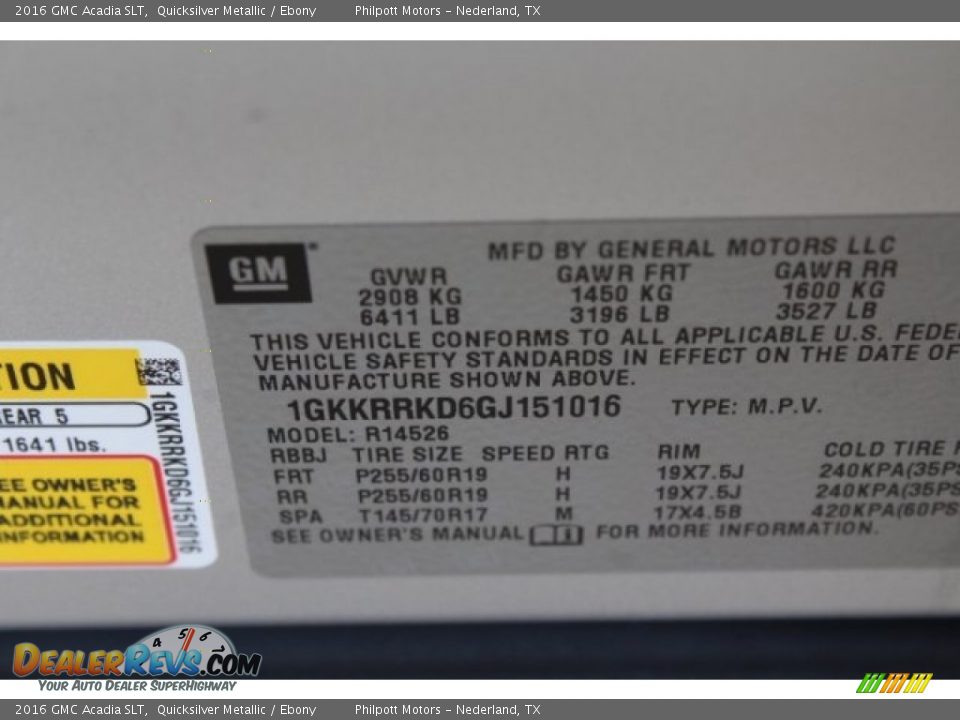 2016 GMC Acadia SLT, Quicksilver Metallic / Ebony Philpott Motors - Nederland, TX
GM
MFD BY GENERAL MOTORS LLC
GVWR GAWR FRT GAWR RR
2908 KG 1450 KG 1600 KG
6411 LB 3196 LB 3527 LB
THIS VEHICLE CONFORMS TO ALL APPLICABLE U.S. FEDE
VEHICLE SAFETY STANDARDS IN EFFECT ON THE DATE OF
MANUFACTURE SHOWN ABOVE.
1GKKRRKD6GJ151016 TYPE: M.P.V.
MODEL: R14526
RBBJ TIRE SIZE SPEED RTG RIM COLD TIRE
FRT P255/60R19 H 19X7.5J 240KPA(35PS
RR P255/60R19 H 19X7.5J 240KPA(35PS
SPA T145/70R17 M 17X4.5B 420KPA(60PS
SEE OWNER'S MANUAL FOR MORE INFORMATION.
TION
REAR 5
1641 lbs.
EE OWNER'S
MANUAL FOR
ADDITIONAL
INFORMATION
1GKKRRKD6GJ151016
4 5 6
DEALERREVS.COM
YOUR AUTO DEALER SUPERHIGHWAY
2016 GMC Acadia SLT, Quicksilver Metallic / Ebony Philpott Motors - Nederland, TX